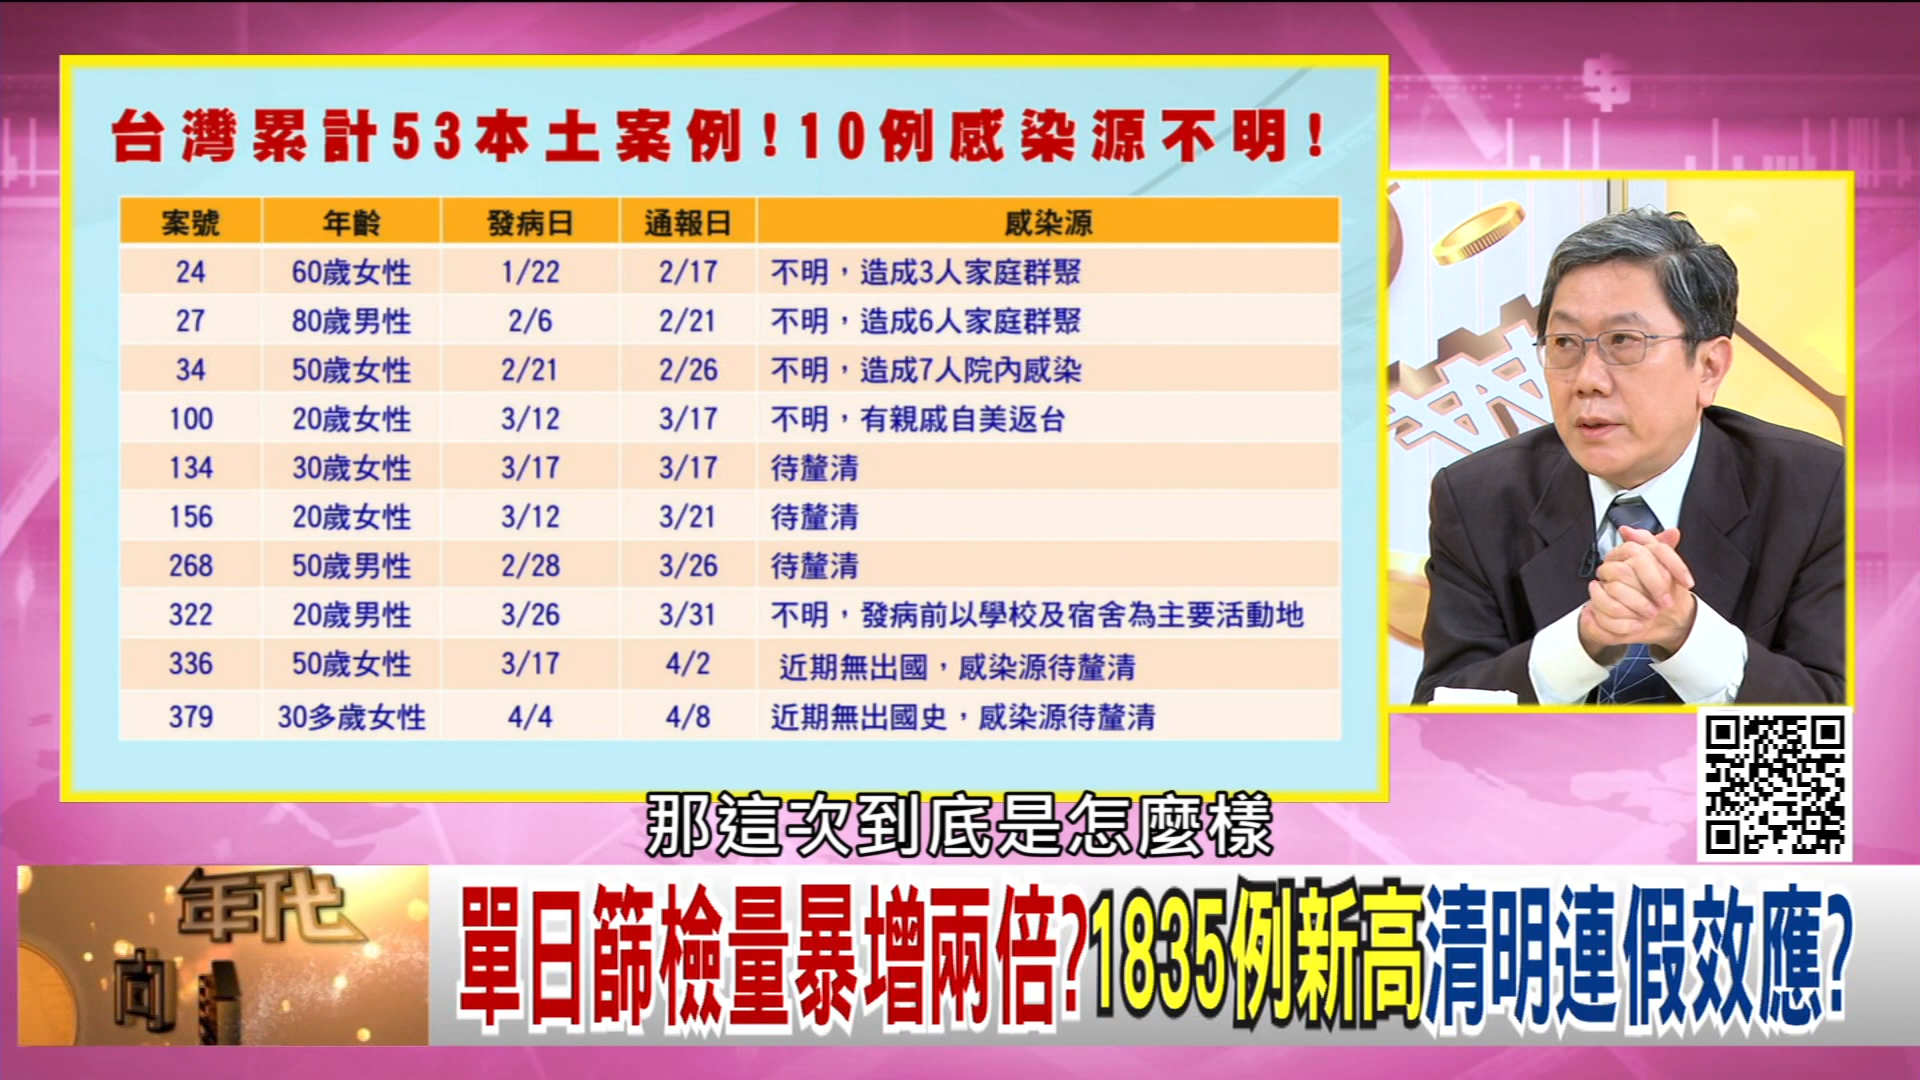 台灣累計53本土案例!10例感染源不明!
案號 年齡 發病日 通報日 感染源
24 60歲女性 1/22 2/17 不明，造成3人家庭群聚
27 80歲男性 2/6 2/21 不明，造成6人家庭群聚
34 50歲女性 2/21 2/26 不明，造成7人院內感染
100 20歲女性 3/12 3/17 不明，有親戚自美返台
134 30歲女性 3/17 3/17 待釐清
156 20歲女性 3/12 3/21 待釐清
268 50歲男性 2/28 3/26 待釐清
322 20歲男性 3/26 3/31 不明，發病前以學校及宿舍為主要活動地
336 50歲女性 3/17 4/2 近期無出國，感染源待釐清
379 30多歲女性 4/4 4/8 近期無出國史，感染源待釐清
那這次到底是怎麼樣
年代
向
單日篩檢量暴增兩倍?1835例新高清明連假效應?